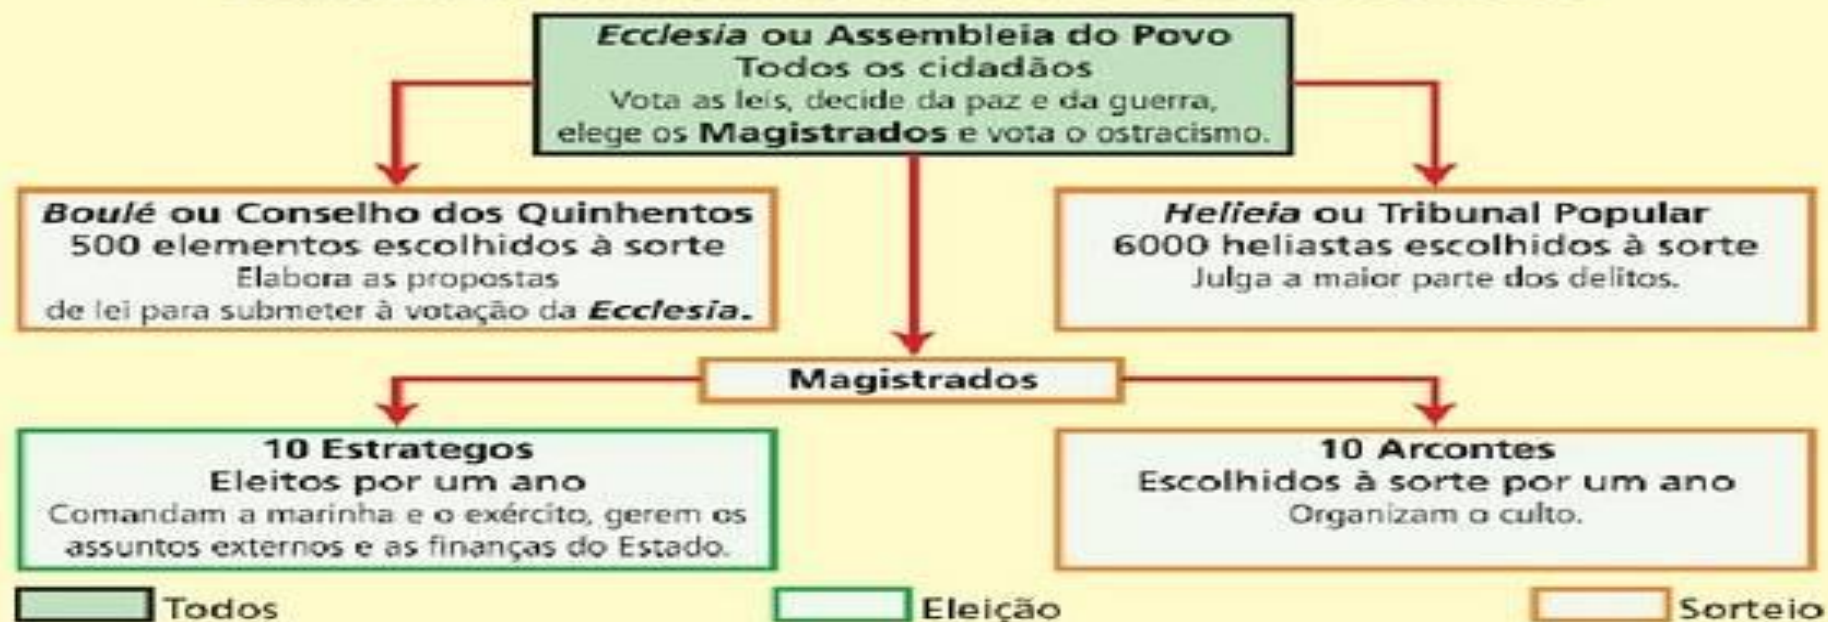 Ecclesia ou Assembleia do Povo
Todos os cidadãos
Vota as leis, decide da paz e da guerra,
elege os Magistrados e vota o ostracismo.
Boulé ou Conselho dos Quinhentos
500 elementos escolhidos à sorte
Elabora as propostas
de lei para submeter à votação da Ecclesia.
Helieia ou Tribunal Popular
6000 heliastas escolhidos à sorte
Julga a maior parte dos delitos.
Magistrados
10 Estrategos
Eleitos por um ano
Comandam a marinha e o exército, gerem os
assuntos externos e as finanças do Estado.
10 Arcontes
Escolhidos à sorte por um ano
Organizam o culto.
Todos
Eleição
Sorteio